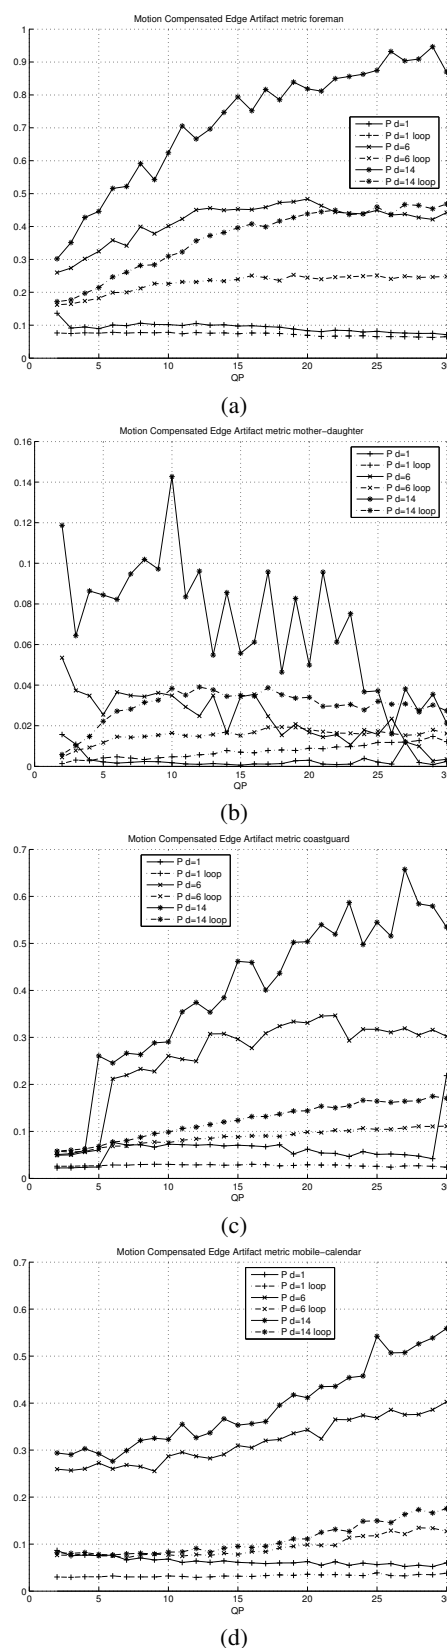 Motion Compensated Edge Artifact metric foreman
1
0.9
0.8
0.7
0.6
0.5
0.4
0.3
0.2
0.1
0
P d=1
P d=1 loop
P d=6
P d=6 loop
P d=14
P d=14 loop
0 5 10 15 20 25 30
QP
(a)
Motion Compensated Edge Artifact metric mother−daughter
0.16
0.14
0.12
0.1
0.08
0.06
0.04
0.02
0
P d=1
P d=1 loop
P d=6
P d=6 loop
P d=14
P d=14 loop
0 5 10 15 20 25 30
QP
(b)
Motion Compensated Edge Artifact metric coastguard
0.7
0.6
0.5
0.4
0.3
0.2
0.1
0
P d=1
P d=1 loop
P d=6
P d=6 loop
P d=14
P d=14 loop
0 5 10 15 20 25 30
QP
(c)
Motion Compensated Edge Artifact metric mobile−calendar
0.7
0.6
0.5
0.4
0.3
0.2
0.1
0
P d=1
P d=1 loop
P d=6
P d=6 loop
P d=14
P d=14 loop
0 5 10 15 20 25 30
QP
(d)